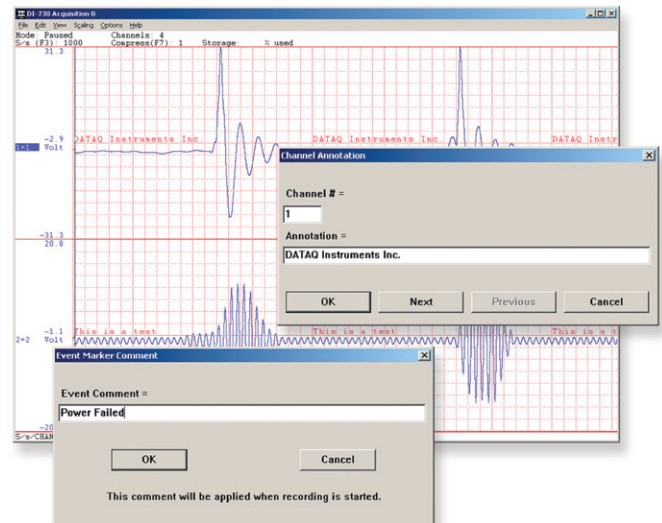 DI-730 Acquisition 0
File Edit View Scaling Options Help
Mode: Paused Channels: 4
S/s (F3): 1000 Compress(F7): 1 Storage: % used
31.3
-2.9
1=1 Volt
DATAQ Instruments Inc DATAQ Instruments Inc DATAQ Instr
-31.3
20.8
-1.1
2=2 Volt
This is a test This is a test This is a t
-20
S/s/CHAN
Channel Annotation
Channel # =
1
Annotation =
DATAQ Instruments Inc.
OK Next Previous Cancel
Event Marker Comment
Event Comment =
Power Failed
OK Cancel
This comment will be applied when recording is started.